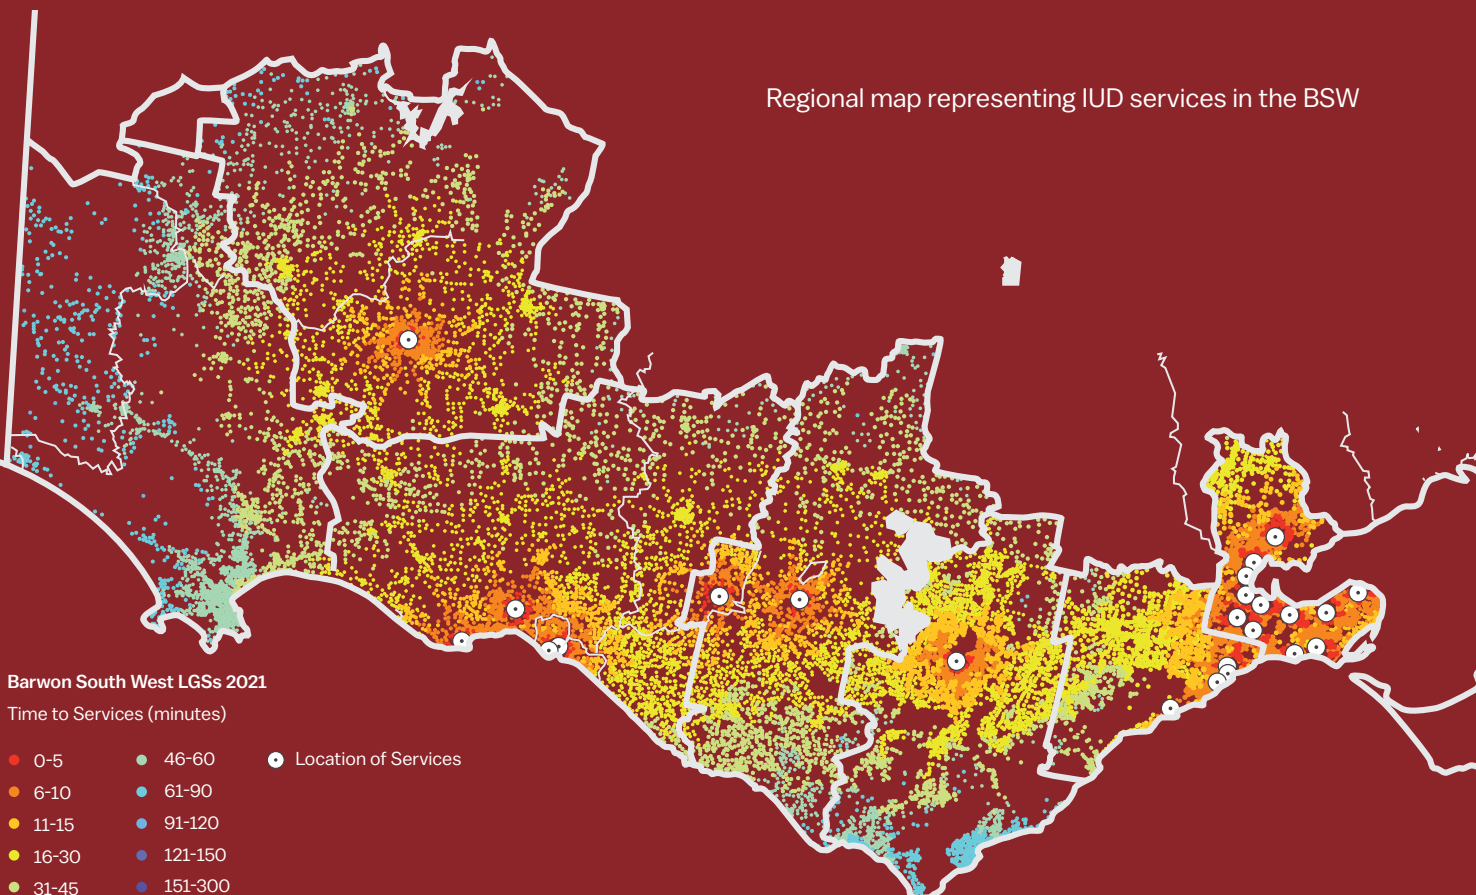 Regional map representing IUD services in the BSW
Barwon South West LGSs 2021
Time to Services (minutes)
0-5
6-10
11-15
16-30
31-45
46-60
61-90
91-120
121-150
151-300
Location of Services